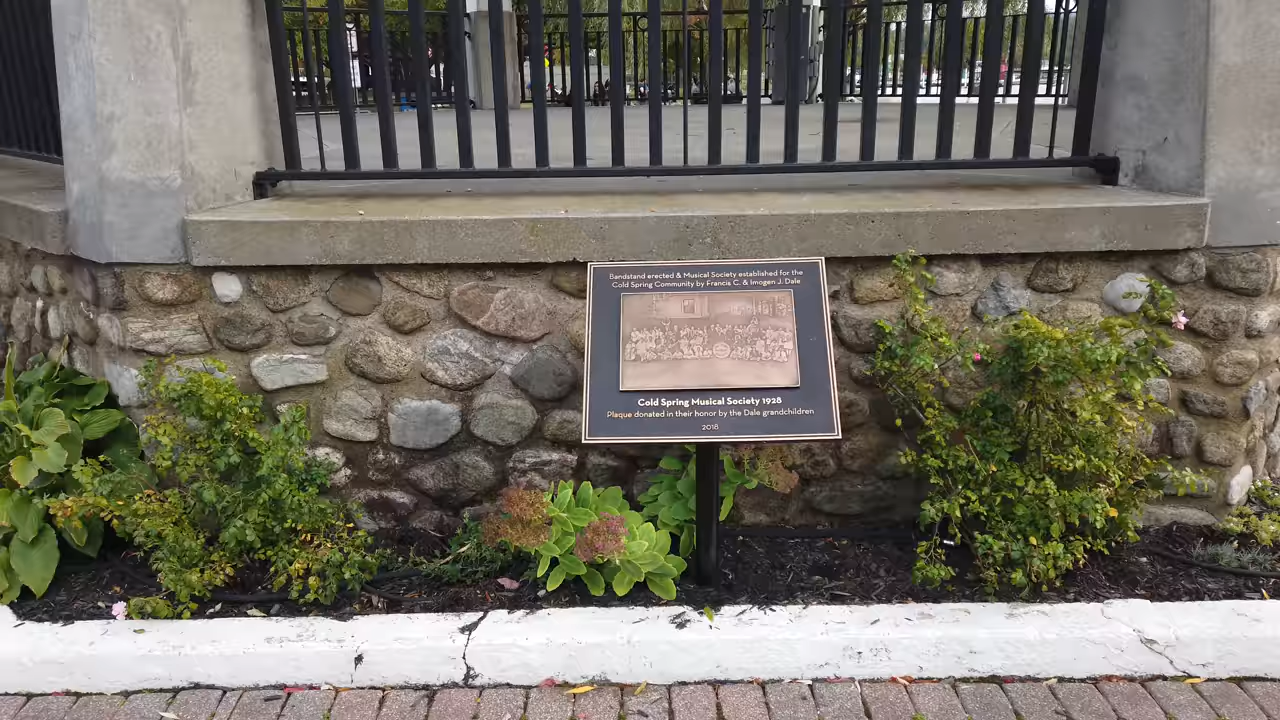 Bandstand erected & Musical Society established for the
Cold Spring Community by Francis C. & Imogen J. Dale
Cold Spring Musical Society 1928
Plaque donated in their honor by the Dale grandchildren
2018